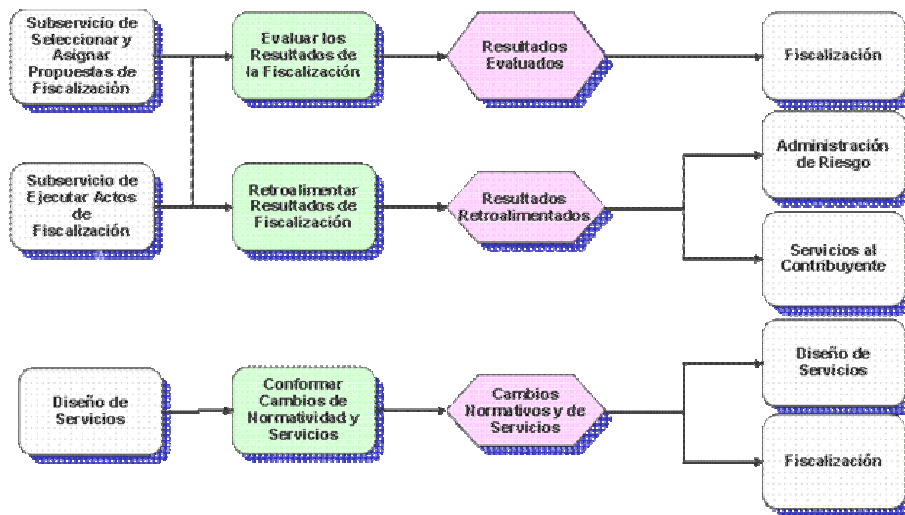 Subservicio de
Seleccionar y
Asignar
Propuestas de
Fiscalización
Evaluar los
Resultados de
la Fiscalización
Resultados
Evaluados
Fiscalización
Subservicio de
Ejecutar Actos
de
Fiscalización
Retroalimentar
Resultados de
Fiscalización
Resultados
Retroalimentados
Administración
de Riesgo
Servicios al
Contribuyente
Diseño de
Servicios
Conformar
Cambios de
Normatividad y
Servicios
Cambios
Normativos y de
Servicios
Diseño de
Servicios
Fiscalización